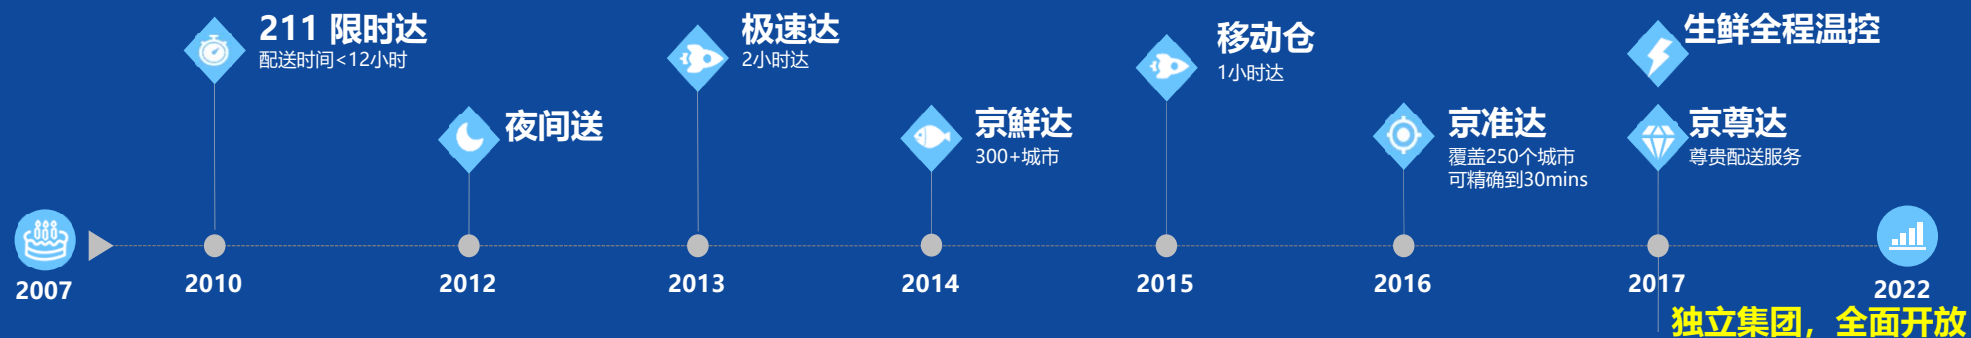 211 限时达
配送时间<12小时
夜间送
极速达
2小时达
京鮮达
300+城市
移动仓
1小时达
京准达
覆盖250个城市
可精确到30mins
生鲜全程温控
京尊达
尊贵配送服务
2007
2010
2012
2013
2014
2015
2016
2017
2022
独立集团，全面开放